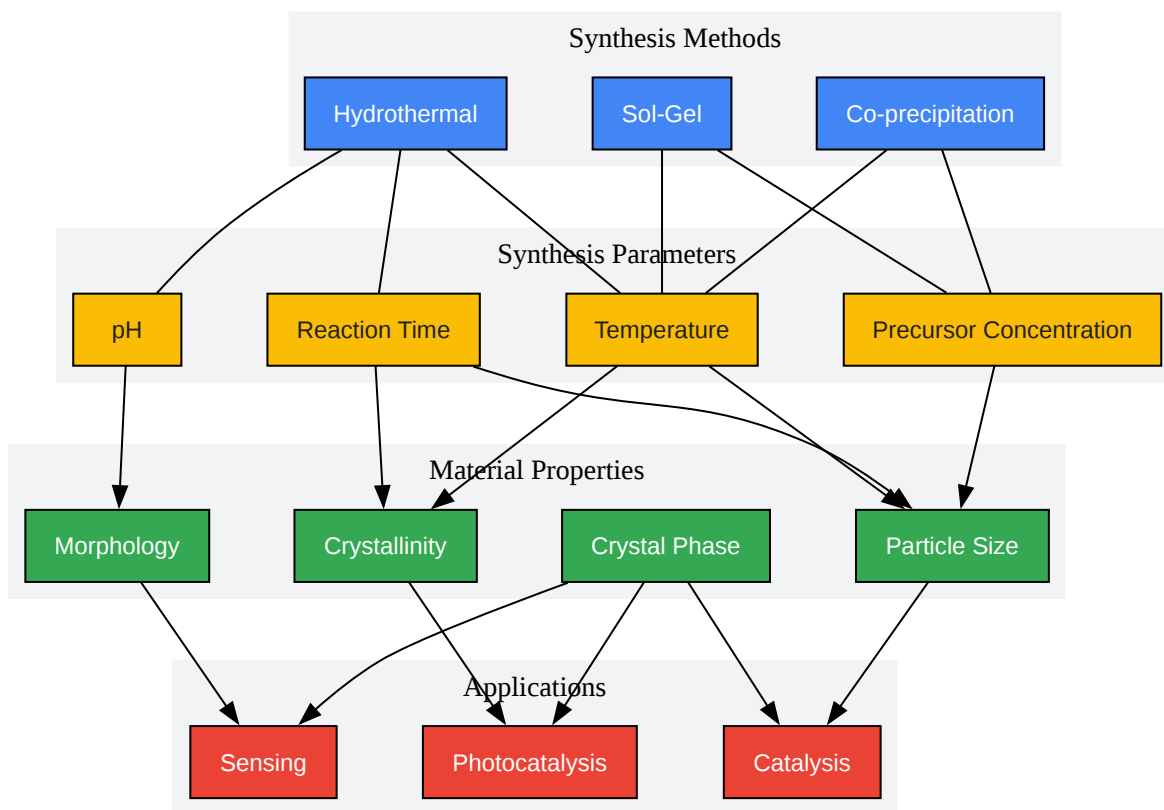 Synthesis Methods
Hydrothermal
Sol-Gel
Co-precipitation
Synthesis Parameters
pH
Reaction Time
Temperature
Precursor Concentration
Material Properties
Morphology
Crystallinity
Crystal Phase
Particle Size
Applications
Sensing
Photocatalysis
Catalysis